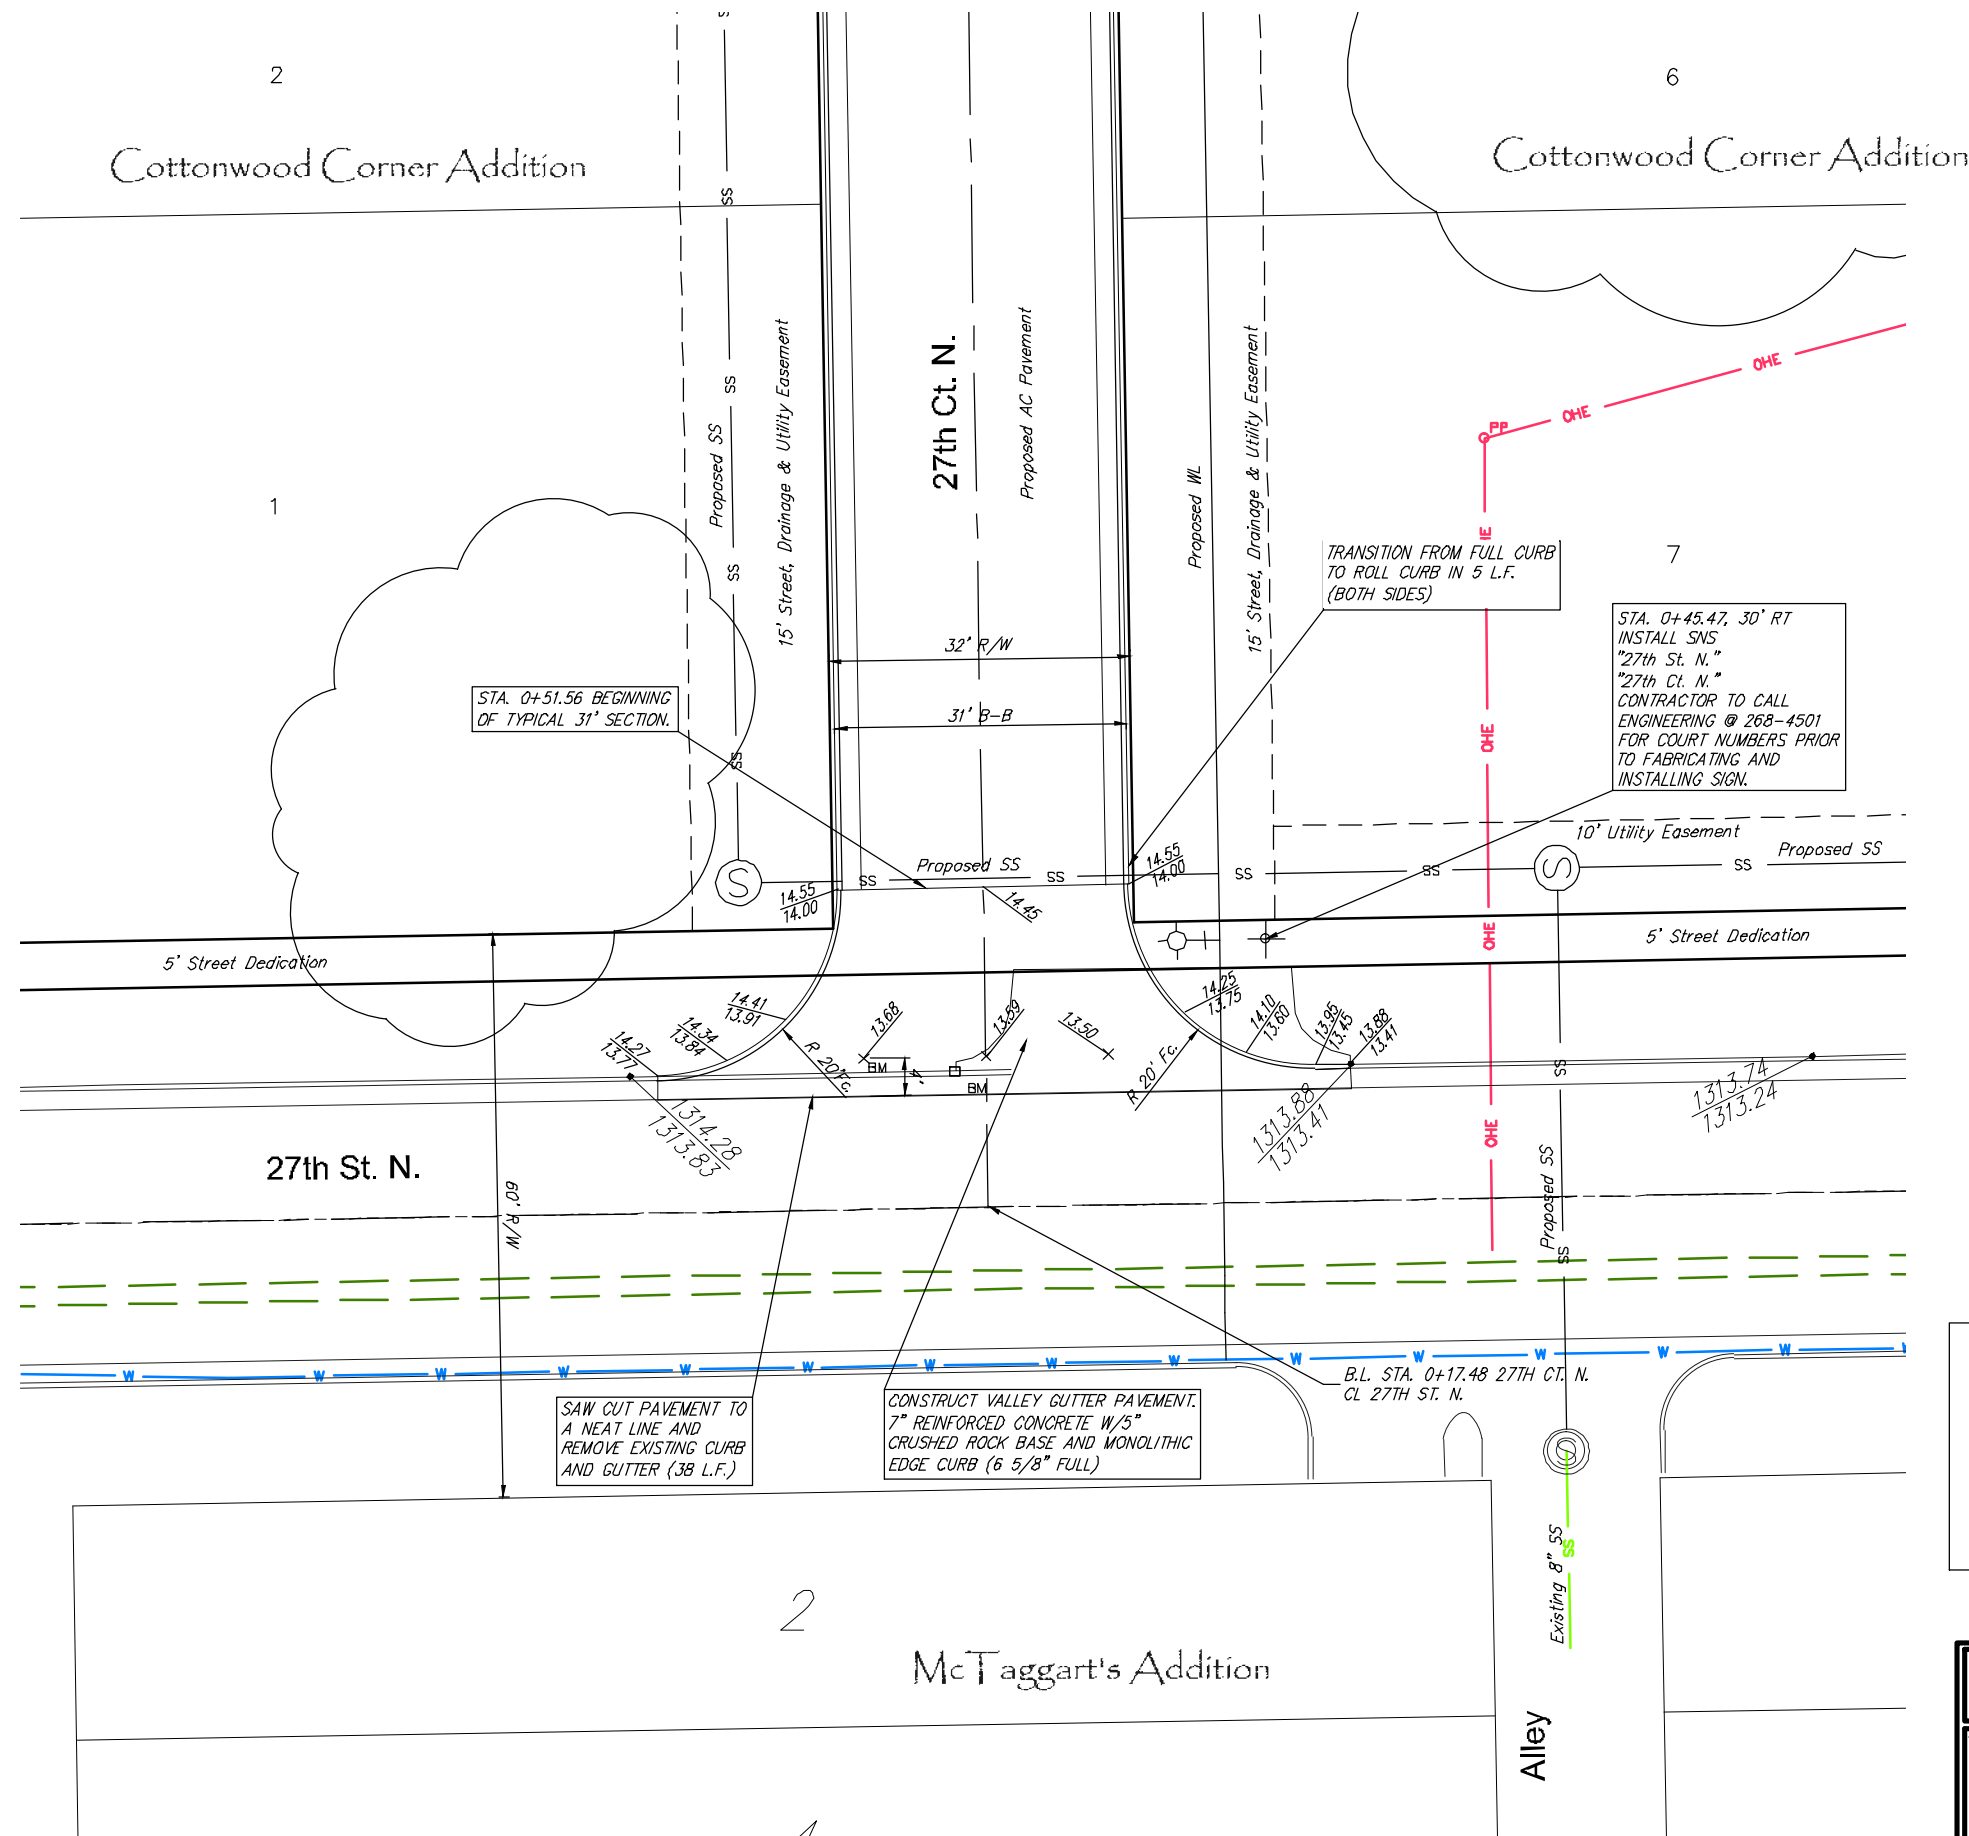 2
6
Cottonwood Corner Addition
Cottonwood Corner Addition
SS
SS
SS
SS
SS
Proposed SS
15' Street, Drainage & Utility Easement
27th Ct. N.
Proposed AC Pavement
Proposed WL
15' Street, Drainage & Utility Easement
OHE
OHE
PP
1
7
TRANSITION FROM FULL CURB
TO ROLL CURB IN 5 L.F.
(BOTH SIDES)
STA. 0+45.47, 30' RT
INSTALL SNS
"27th St. N."
"27th Ct. N."
CONTRACTOR TO CALL
ENGINEERING @ 268-4501
FOR COURT NUMBERS PRIOR
TO FABRICATING AND
INSTALLING SIGN.
32' R/W
31' B-B
STA. 0+51.56 BEGINNING
OF TYPICAL 31' SECTION.
OHE
10' Utility Easement
Proposed SS
S
SS
Proposed SS
SS
SS
SS
S
SS
14.55
14.00
14.45
14.55
14.00
5' Street Dedication
5' Street Dedication
OHE
14.41
13.91
14.34
13.84
14.27
13.77
R 20' Fc.
13.68
13.59
13.50
BM
4'
BM
14.25
13.75
14.10
13.60
13.95
13.45
13.88
13.41
R 20' Fc.
SS
1314.28
1313.83
1313.88
1313.41
1313.74
1313.24
OHE
27th St. N.
60' R/W
Proposed SS
SS
W W W W W W W W W W W W W W
B.L. STA. 0+17.48 27TH CT. N.
CL 27TH ST. N.
SAW CUT PAVEMENT TO
A NEAT LINE AND
REMOVE EXISTING CURB
AND GUTTER (38 L.F.)
CONSTRUCT VALLEY GUTTER PAVEMENT.
7" REINFORCED CONCRETE W/5"
CRUSHED ROCK BASE AND MONOLITHIC
EDGE CURB (6 5/8" FULL)
S
Existing 8" SS
SS
2
McTaggart's Addition
Alley